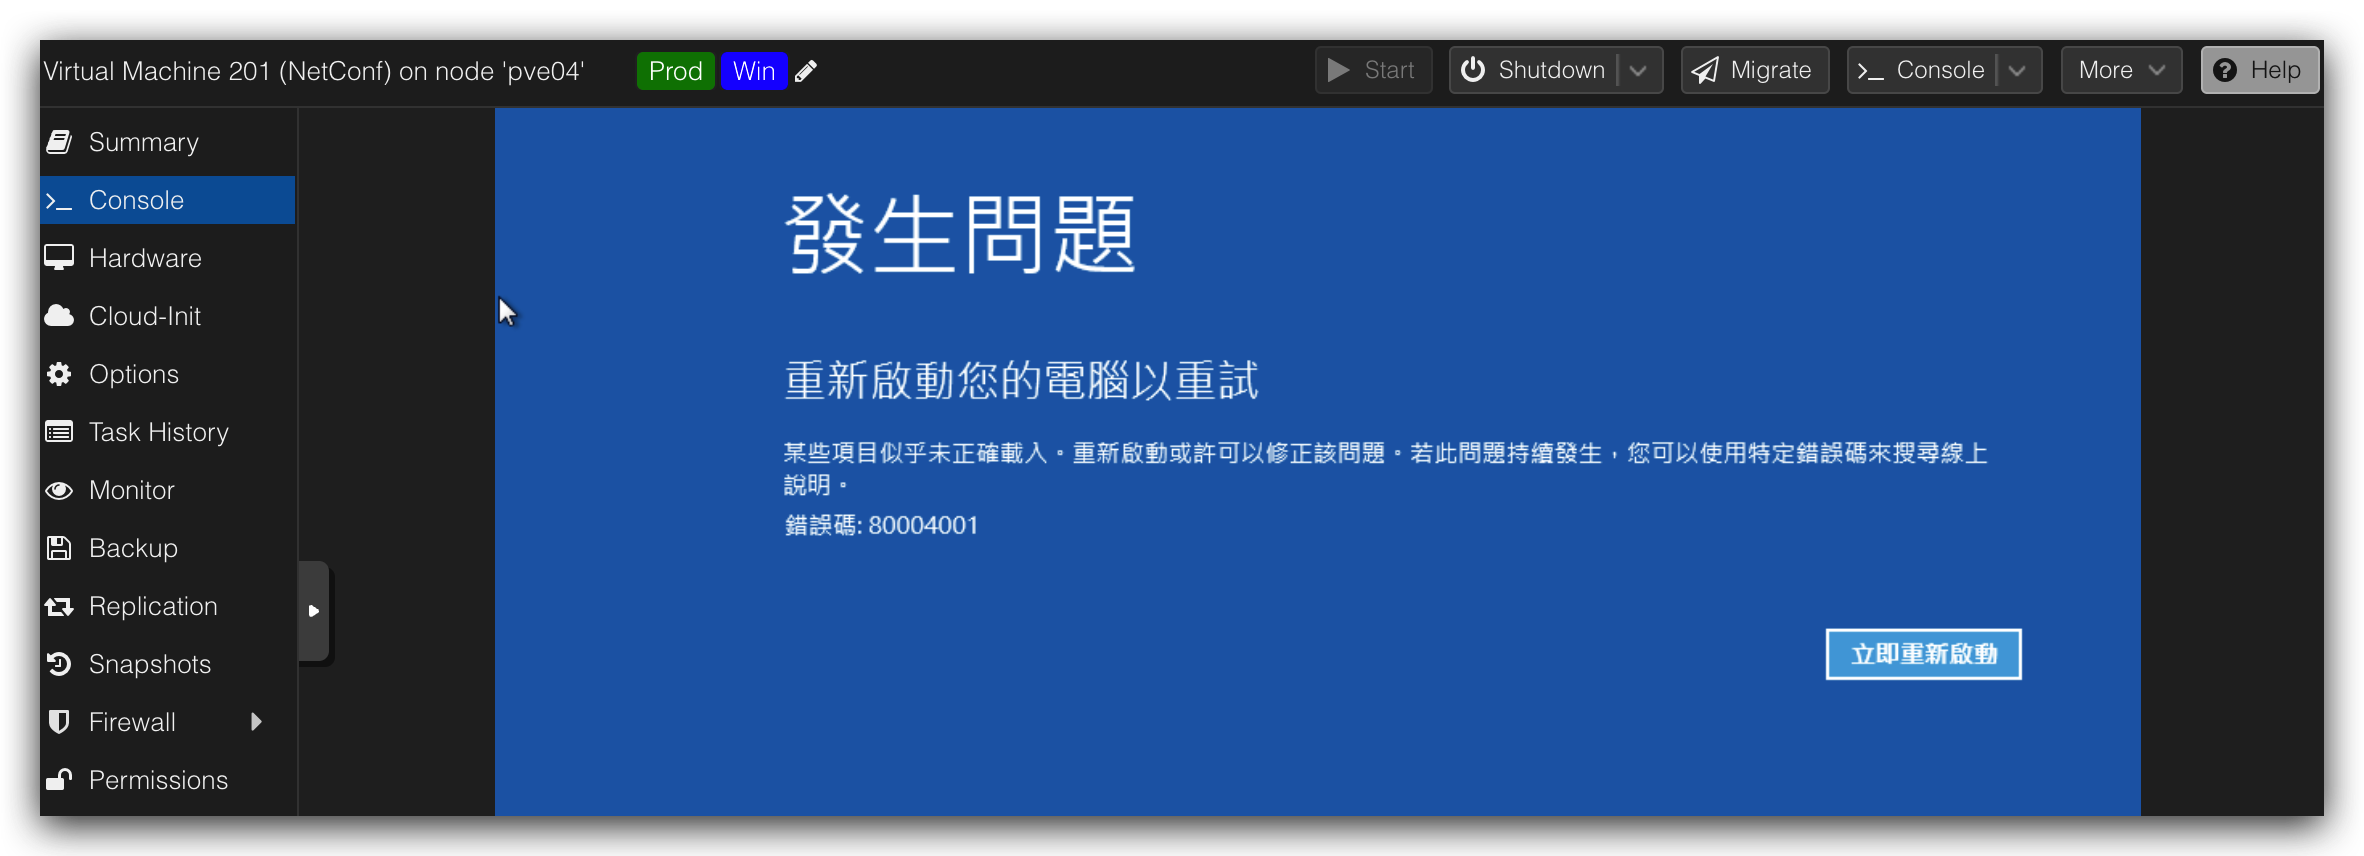 Virtual Machine 201 (NetConf) on node 'pve04' Prod Win Start Shutdown Migrate Console More Help
Summary
Console
Hardware
Cloud-Init
Options
Task History
Monitor
Backup
Replication
Snapshots
Firewall
Permissions
發生問題
重新啟動您的電腦以重試
某些項目似乎未正確載入。重新啟動或許可以修正該問題。若此問題持續發生，您可以使用特定錯誤碼來搜尋線上
說明。
錯誤碼: 80004001
立即重新啟動